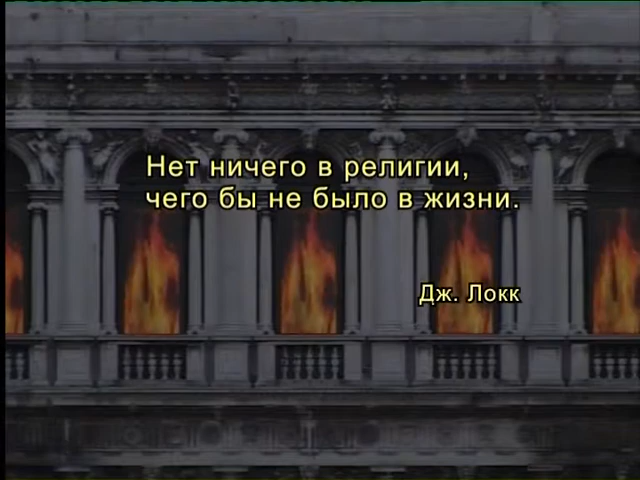 Нет ничего в религии,
чего бы не было в жизни.
Дж. Локк